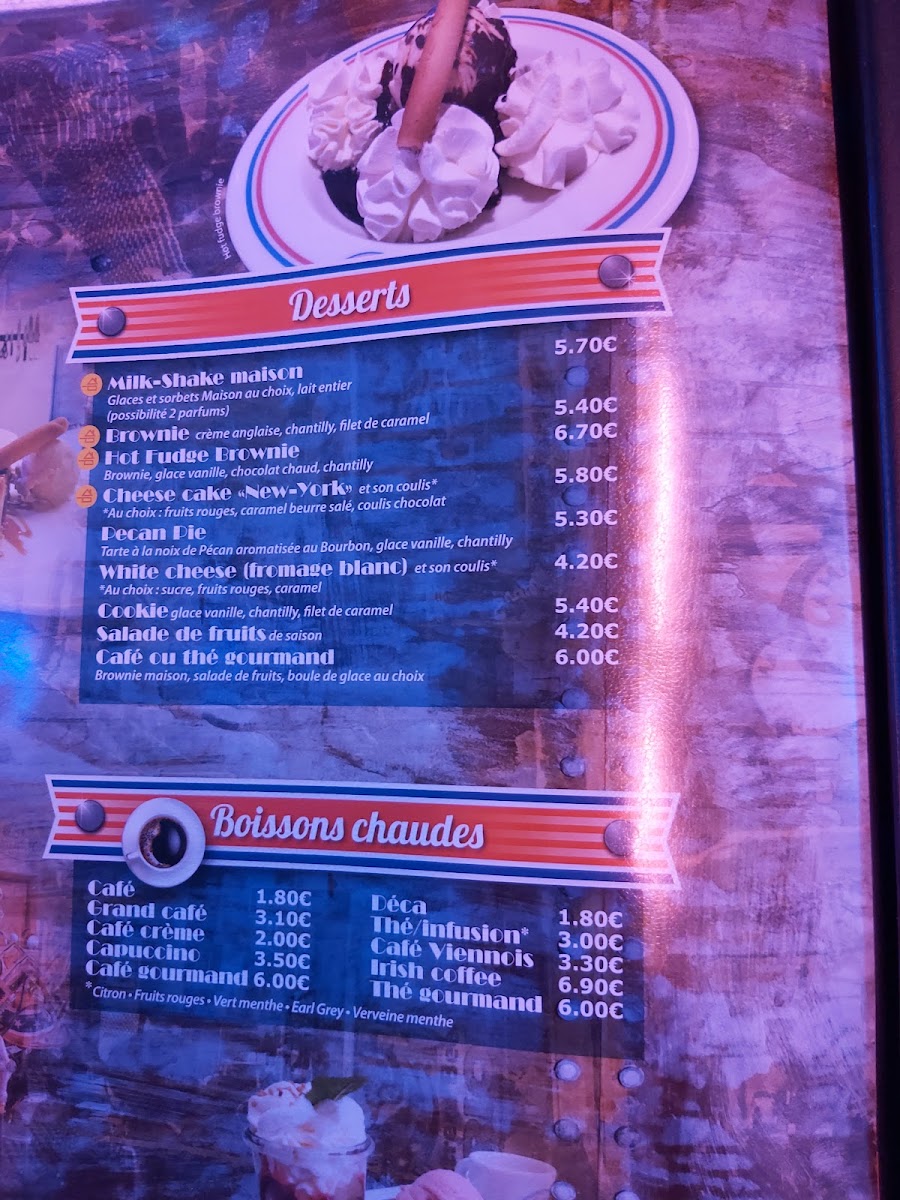 Hot fudge brownie
Desserts
Milk-Shake maison 5.70€
Glaces et sorbets Maison au choix, lait entier
(possibilité 2 parfums)
Brownie crème anglaise, chantilly, filet de caramel 5.40€
Hot Fudge Brownie 6.70€
Brownie, glace vanille, chocolat chaud, chantilly
Cheese cake «New-York» et son coulis* 5.80€
*Au choix : fruits rouges, caramel beurre salé, coulis chocolat
Pecan Pie 5.30€
Tarte à la noix de Pécan aromatisée au Bourbon, glace vanille, chantilly
White cheese (fromage blanc) et son coulis* 4.20€
*Au choix : sucre, fruits rouges, caramel
Cookie glace vanille, chantilly, filet de caramel 5.40€
Salade de fruits de saison 4.20€
Café ou thé gourmand 6.00€
Brownie maison, salade de fruits, boule de glace au choix
Boissons chaudes
Café 1.80€
Grand café 3.10€
Café crème 2.00€
Capuccino 3.50€
Café gourmand 6.00€
Déca 1.80€
Thé/infusion* 3.00€
Café Viennois 3.30€
Irish coffee 6.90€
Thé gourmand 6.00€
*Citron • Fruits rouges • Vert menthe • Earl Grey • Verveine menthe